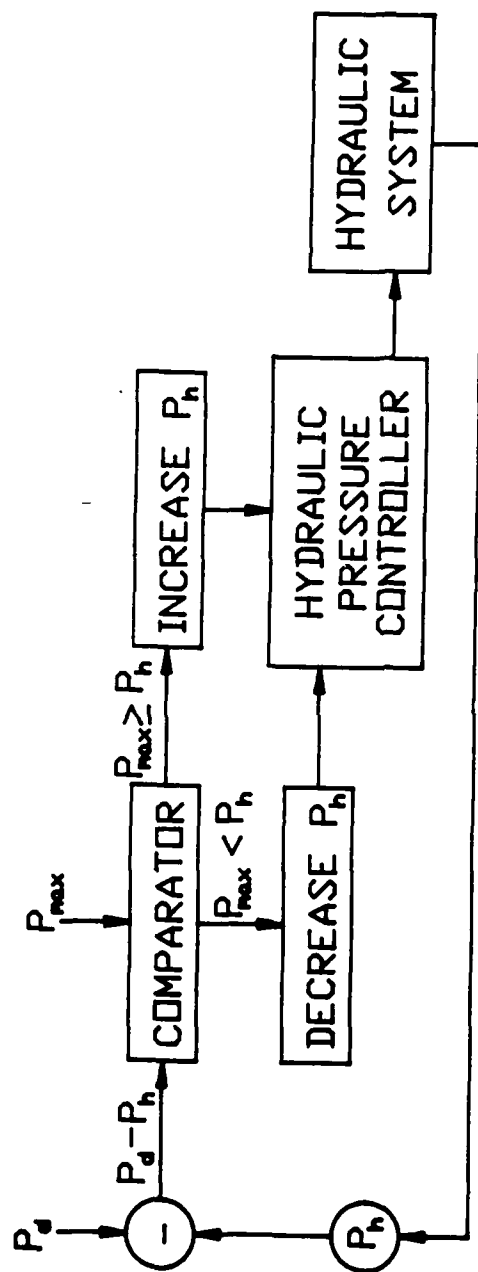 P_d
−
P_d − P_h
P_max
COMPARATOR
P_max ≥ P_h
P_max < P_h
INCREASE P_h
DECREASE P_h
HYDRAULIC
PRESSURE
CONTROLLER
HYDRAULIC
SYSTEM
P_h